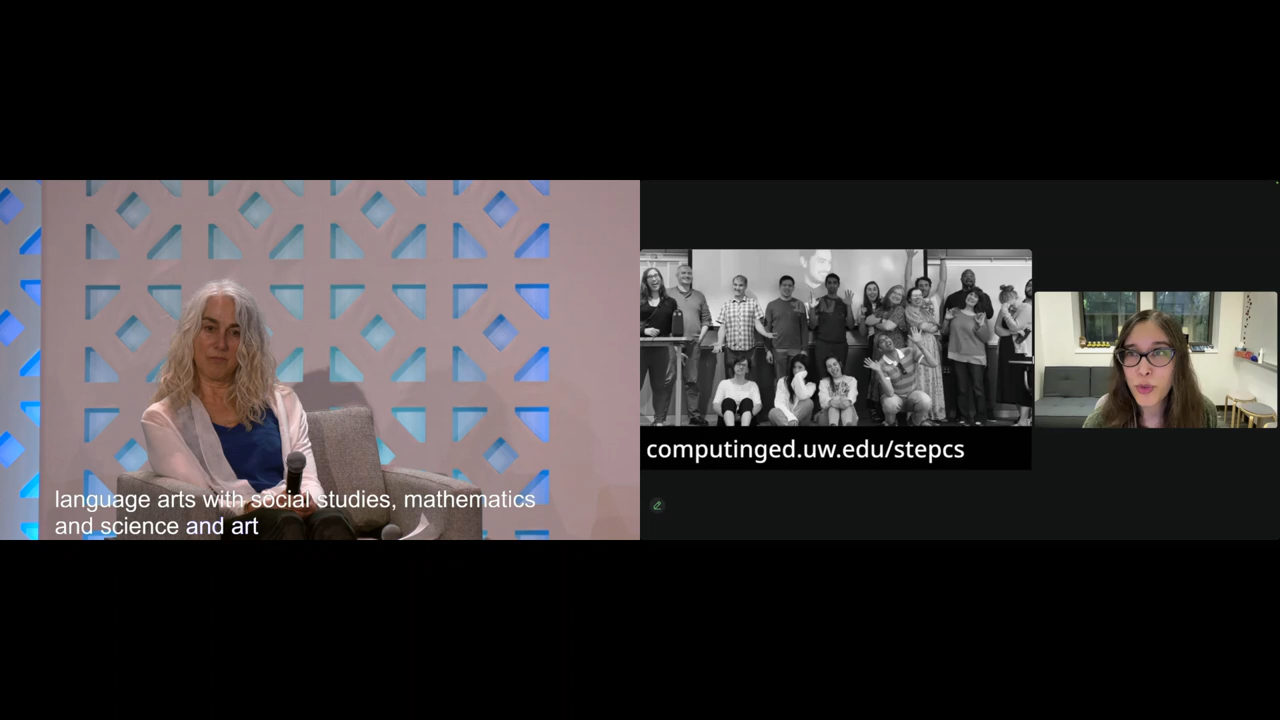 language arts with social studies, mathematics
and science and art
computinged.uw.edu/stepcs